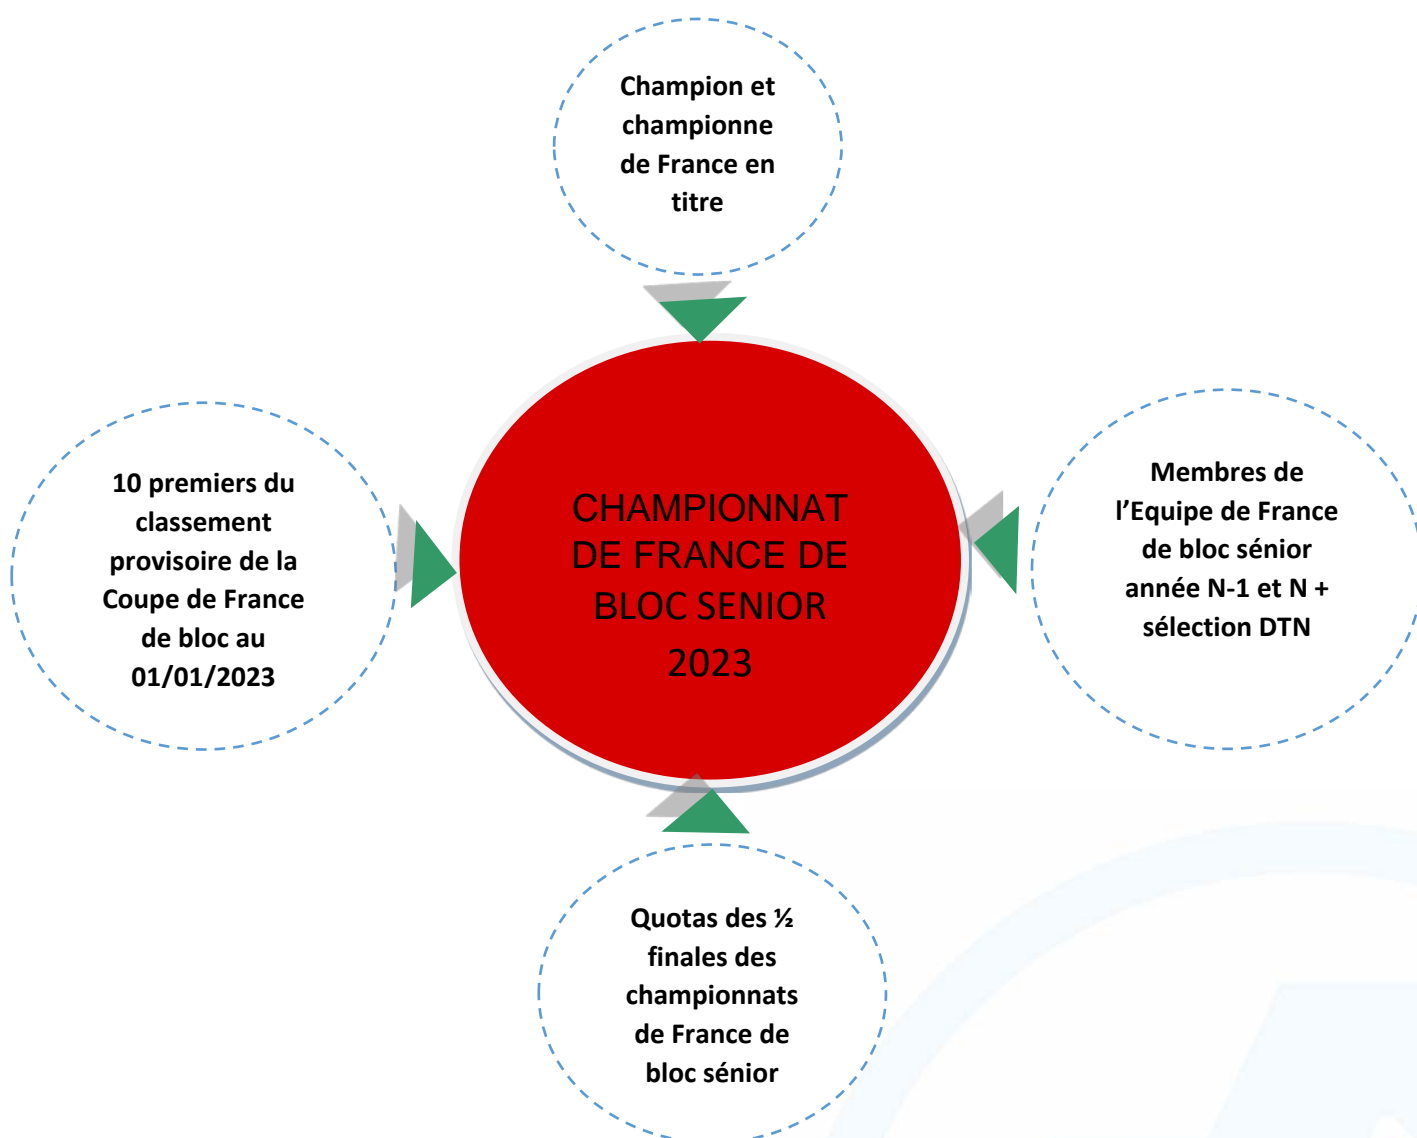 Champion et
championne
de France en
titre
10 premiers du
classement
provisoire de la
Coupe de France
de bloc au
01/01/2023
CHAMPIONNAT
DE FRANCE DE
BLOC SENIOR
2023
Membres de
l’Equipe de France
de bloc sénior
année N-1 et N +
sélection DTN
Quotas des ½
finales des
championnats
de France de
bloc sénior